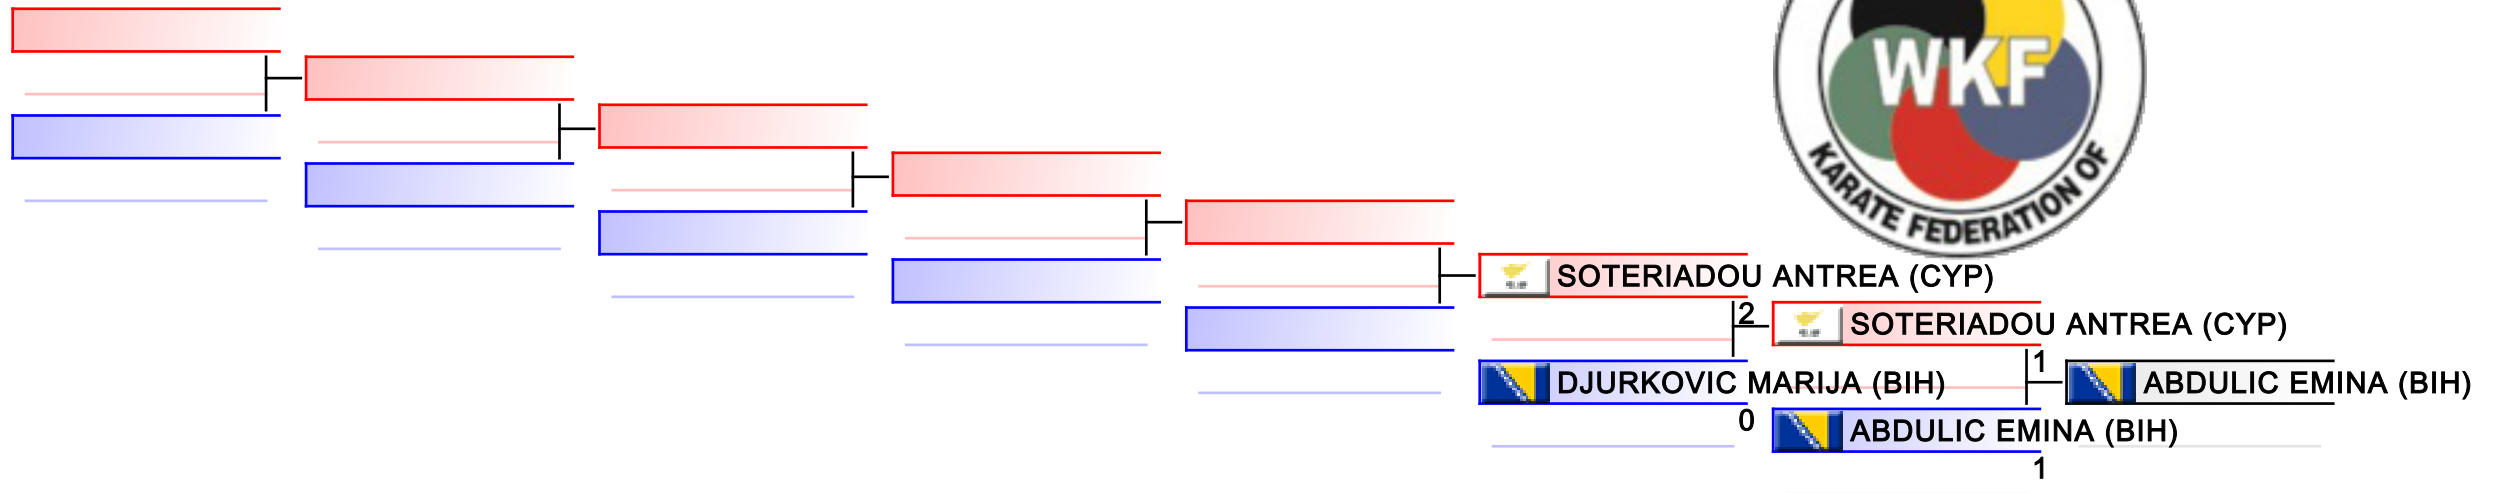 WKF
KARATE FEDERATION OF
SOTERIADOU ANTREA (CYP)
2
SOTERIADOU ANTREA (CYP)
1
DJURKOVIC MARIJA (BIH)
ABDULIC EMINA (BIH)
0
ABDULIC EMINA (BIH)
1